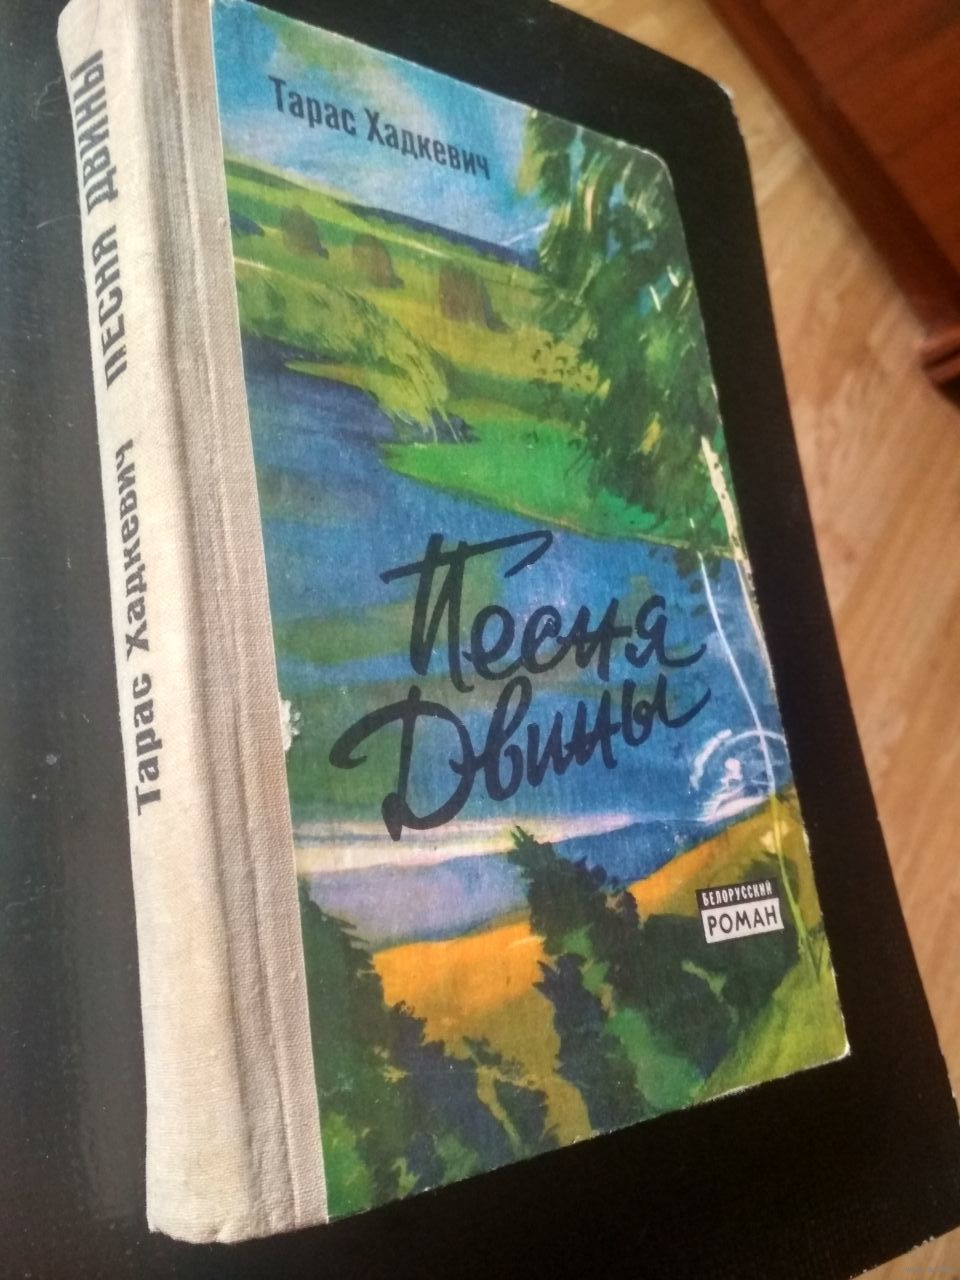 Тарас Хадкевич
Песня
Двины
БЕЛОРУССКИЙ
РОМАН
Тарас Хадкевич ПЕСНЯ ДВИНЫ